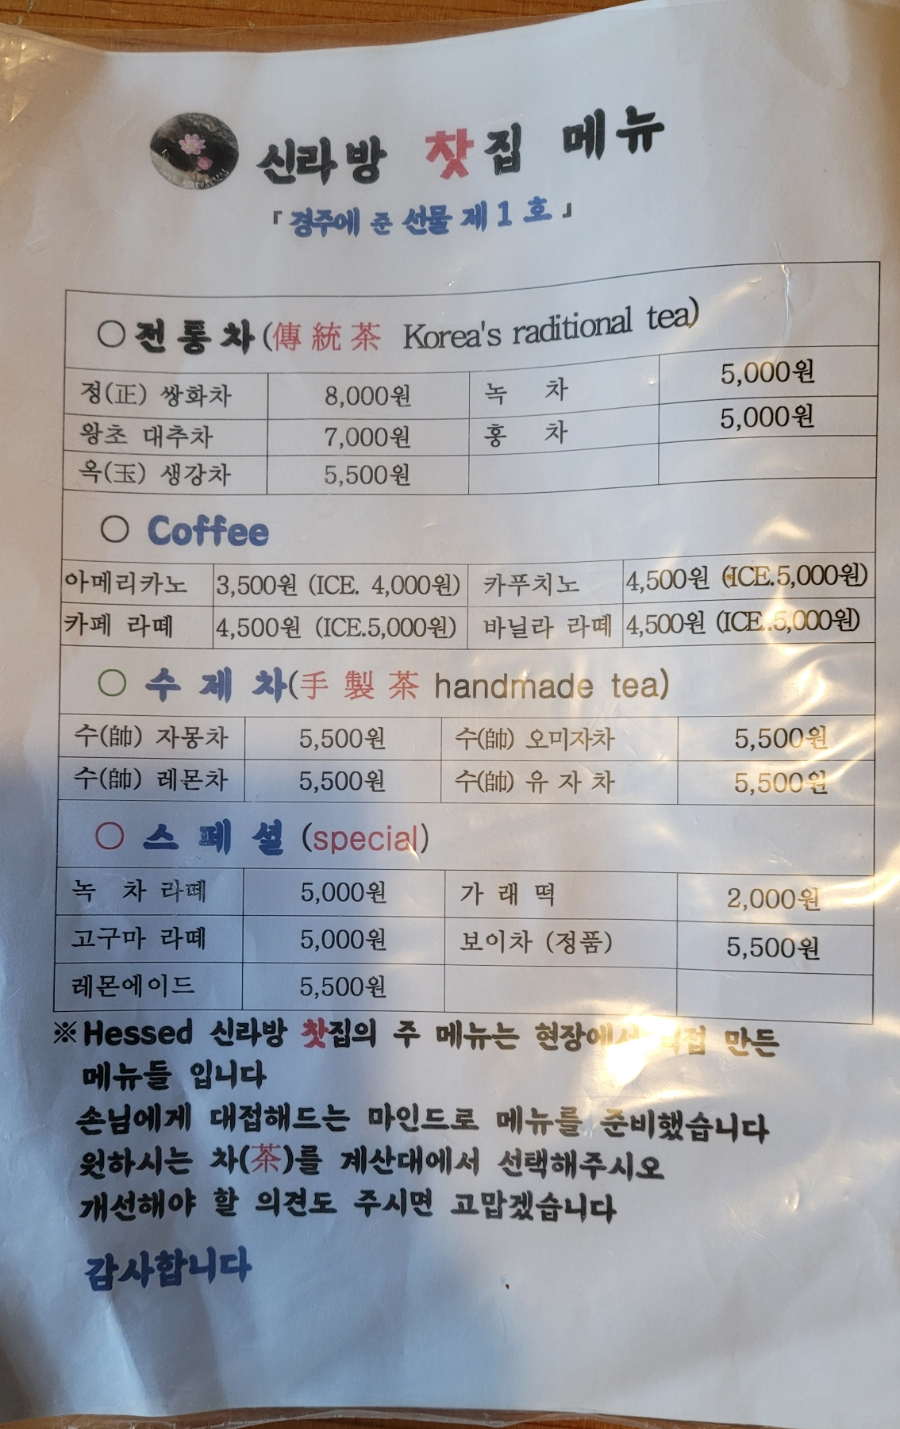 신라방 찻집 메뉴
『경주에 준 선물 제 1 호』
○ 전통차(傳統茶 Korea's raditional tea)
정(正) 쌍화차 8,000원 녹 차 5,000원
왕초 대추차 7,000원 홍 차 5,000원
옥(玉) 생강차 5,500원
○ Coffee
아메리카노 3,500원 (ICE. 4,000원) 카푸치노 4,500원 (ICE.5,000원)
카페 라떼 4,500원 (ICE.5,000원) 바닐라 라떼 4,500원 (ICE.5,000원)
○ 수제차(手製茶 handmade tea)
수(帥) 자몽차 5,500원 수(帥) 오미자차 5,500원
수(帥) 레몬차 5,500원 수(帥) 유 자 차 5,500원
○ 스페셜 (special)
녹 차 라떼 5,000원 가 래 떡 2,000원
고구마 라떼 5,000원 보이차 (정품) 5,500원
레몬에이드 5,500원
※Hessed 신라방 찻집의 주 메뉴는 현장에서 직접 만든
메뉴들 입니다
손님에게 대접해드는 마인드로 메뉴를 준비했습니다
원하시는 차(茶)를 계산대에서 선택해주시오
개선해야 할 의견도 주시면 고맙겠습니다
감사합니다